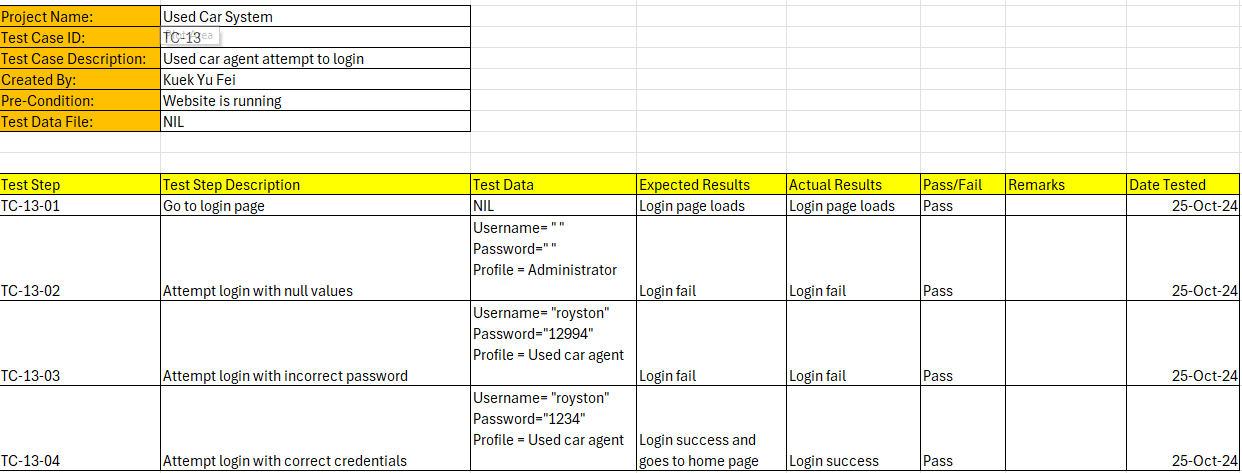 Project Name: Used Car System
Test Case ID: TC-13
Test Case Description: Used car agent attempt to login
Created By: Kuek Yu Fei
Pre-Condition: Website is running
Test Data File: NIL
Test Step Test Step Description Test Data Expected Results Actual Results Pass/Fail Remarks Date Tested
TC-13-01 Go to login page NIL Login page loads Login page loads Pass 25-Oct-24
Username= " "
Password=" "
Profile = Administrator
TC-13-02 Attempt login with null values Login fail Login fail Pass 25-Oct-24
Username= "royston"
Password="12994"
Profile = Used car agent
TC-13-03 Attempt login with incorrect password Login fail Login fail Pass 25-Oct-24
Username= "royston"
Password="1234"
Profile = Used car agent Login success and
TC-13-04 Attempt login with correct credentials goes to home page Login success Pass 25-Oct-24